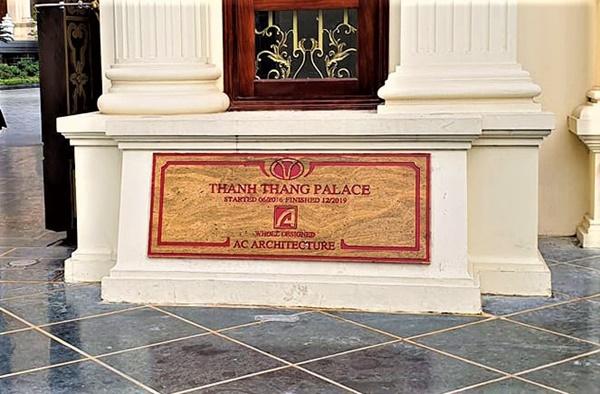 THANH THANG PALACE
STARTED 06/2016 FINISHED 12/2019
A
WHOLE DESIGNED
AC ARCHITECTURE